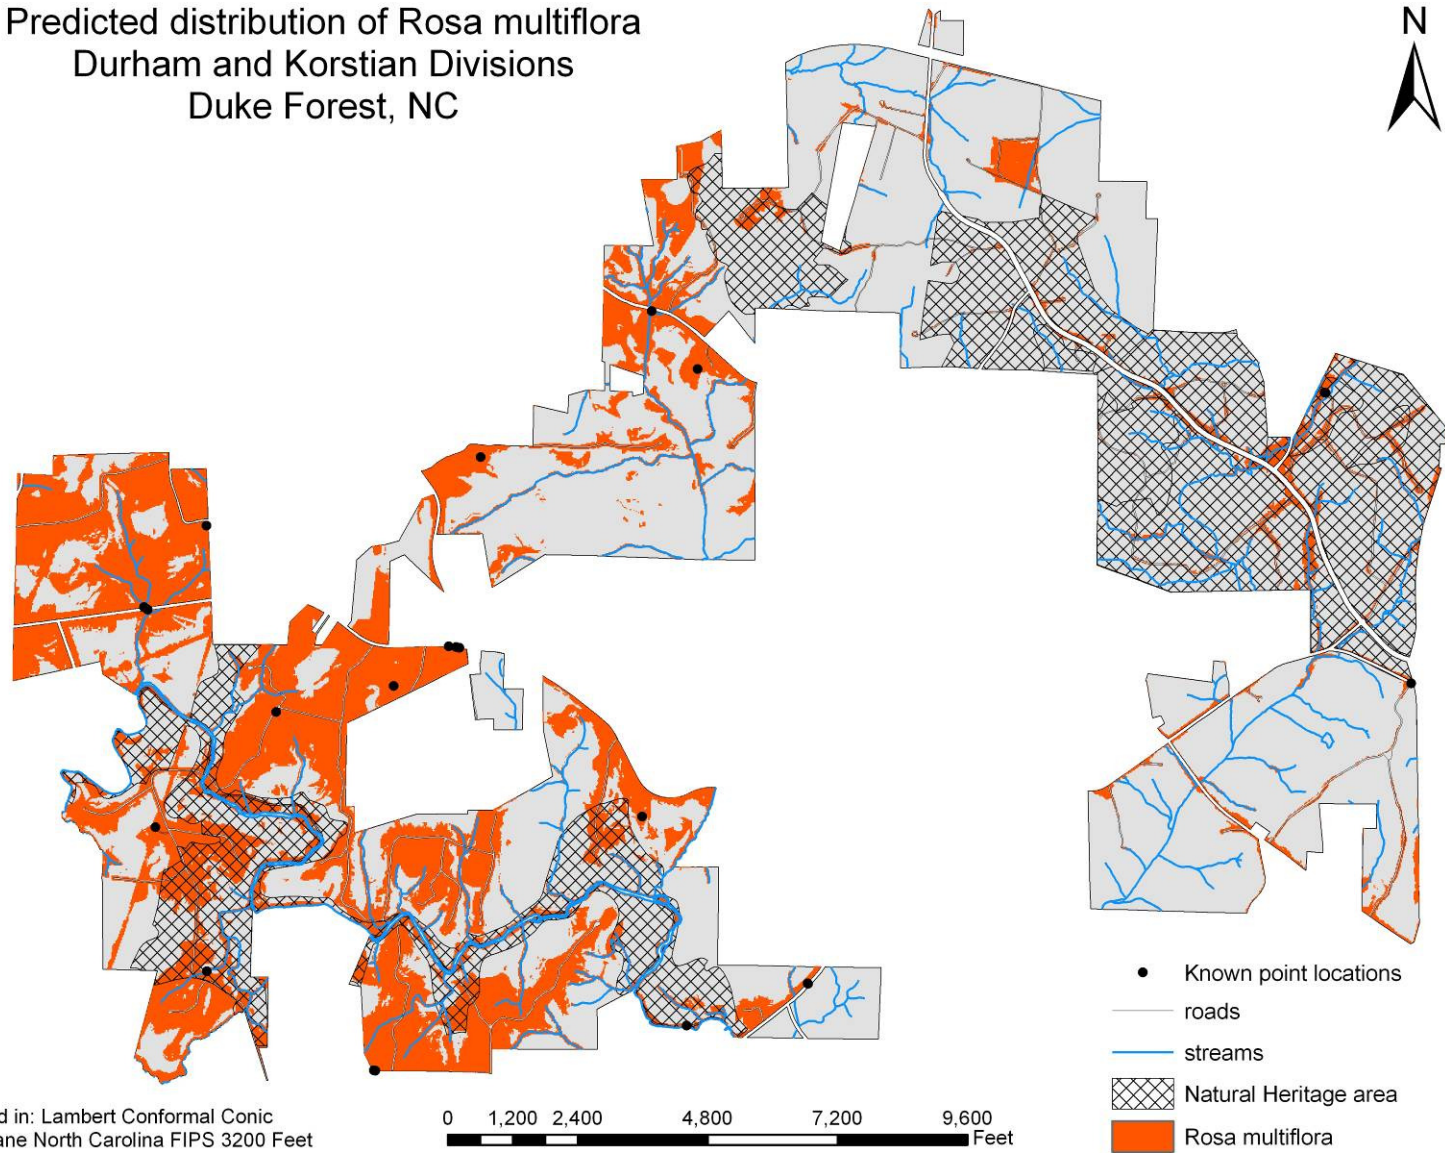 Predicted distribution of Rosa multiflora
Durham and Korstian Divisions
Duke Forest, NC
N
Known point locations
roads
streams
Natural Heritage area
Rosa multiflora
d in: Lambert Conformal Conic
ane North Carolina FIPS 3200 Feet
0 1,200 2,400 4,800 7,200 9,600
Feet